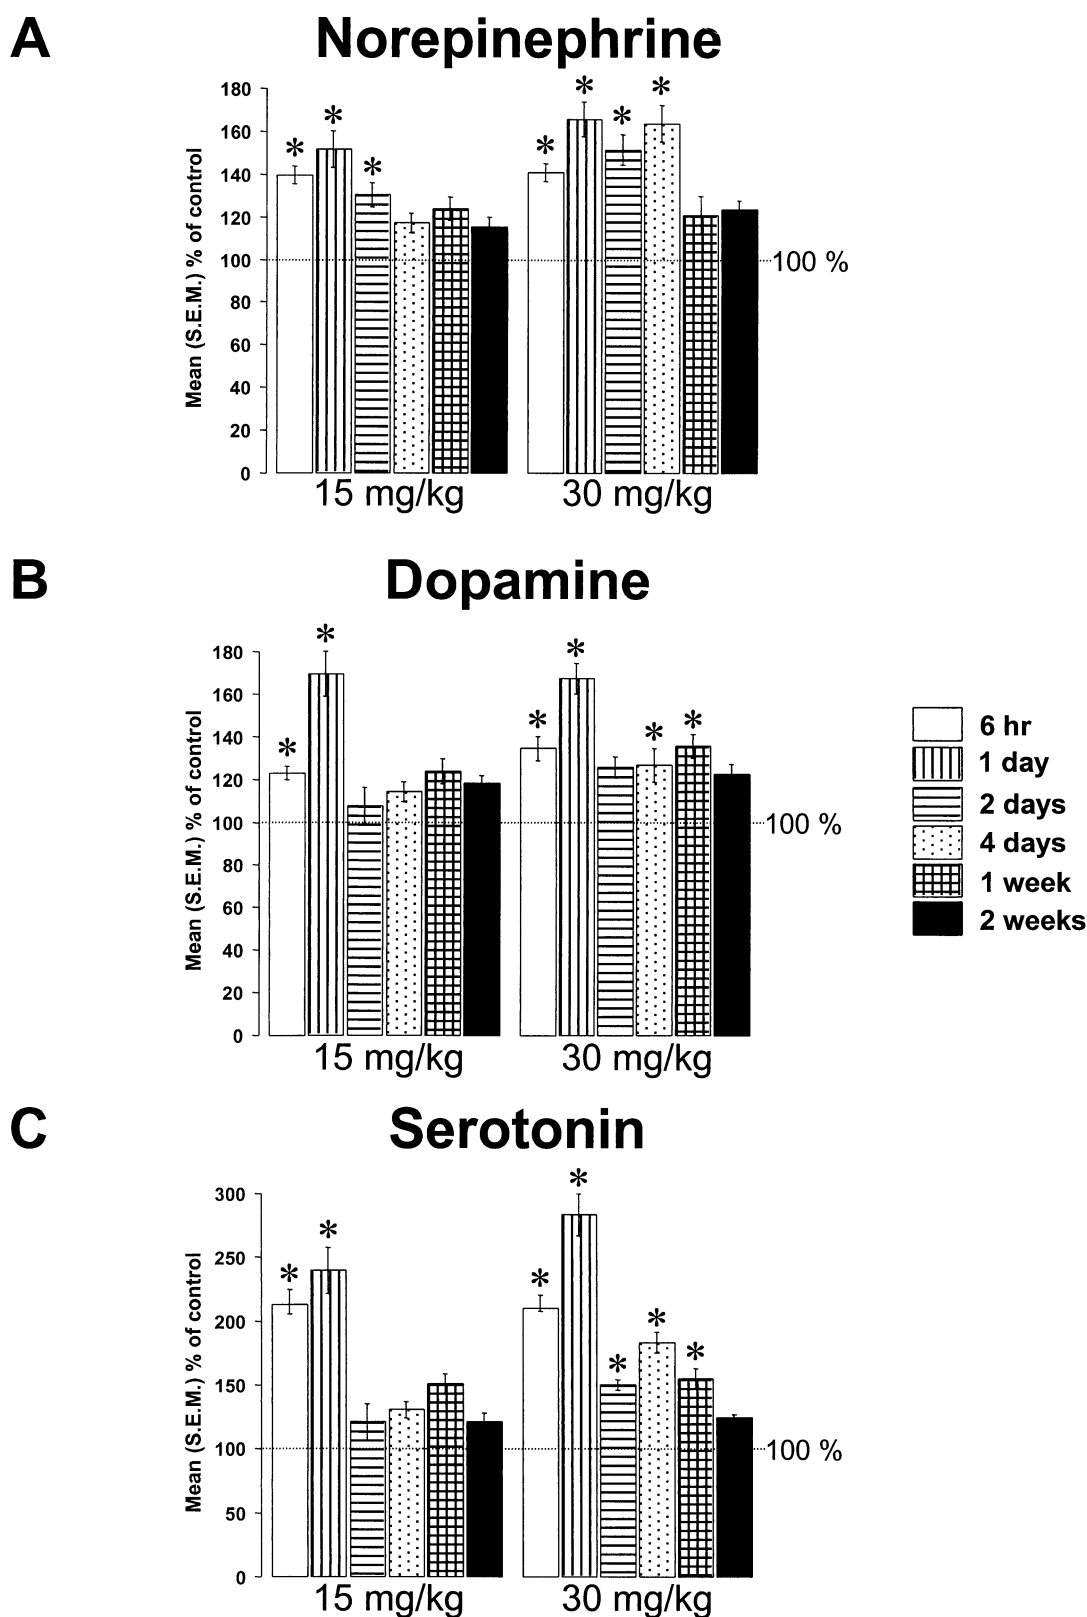 A Norepinephrine
* * * * * * *
180
160
140
120
100
80
60
40
20
0
Mean (S.E.M.) % of control
100 %
15 mg/kg 30 mg/kg
B Dopamine
* * * * * *
180
160
140
120
100
80
60
40
20
0
Mean (S.E.M.) % of control
100 %
15 mg/kg 30 mg/kg
6 hr
1 day
2 days
4 days
1 week
2 weeks
C Serotonin
* * * * * * *
300
250
200
150
100
50
0
Mean (S.E.M.) % of control
100 %
15 mg/kg 30 mg/kg